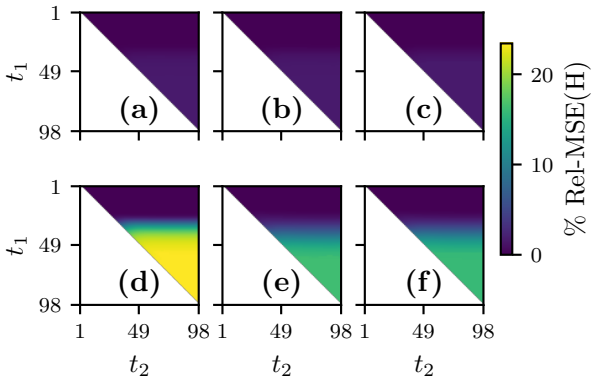 1
49
98
t₁
(a)
(b)
(c)
1
49
98
t₁
(d)
(e)
(f)
1 49 98 1 49 98 1 49 98
t₂ t₂ t₂
20
10
0
% Rel-MSE(H)